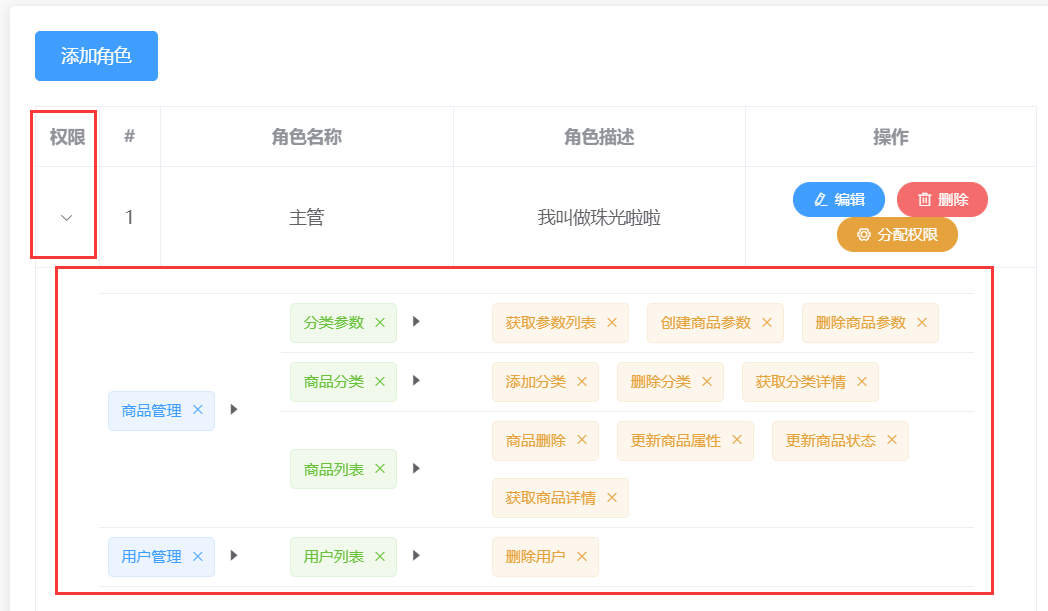 添加角色
权限 # 角色名称 角色描述 操作
1 主管 我叫做珠光啦啦 编辑 删除
分配权限
分类参数 获取参数列表 创建商品参数 删除商品参数
商品分类 添加分类 删除分类 获取分类详情
商品管理
商品删除 更新商品属性 更新商品状态
商品列表
获取商品详情
用户管理 用户列表 删除用户